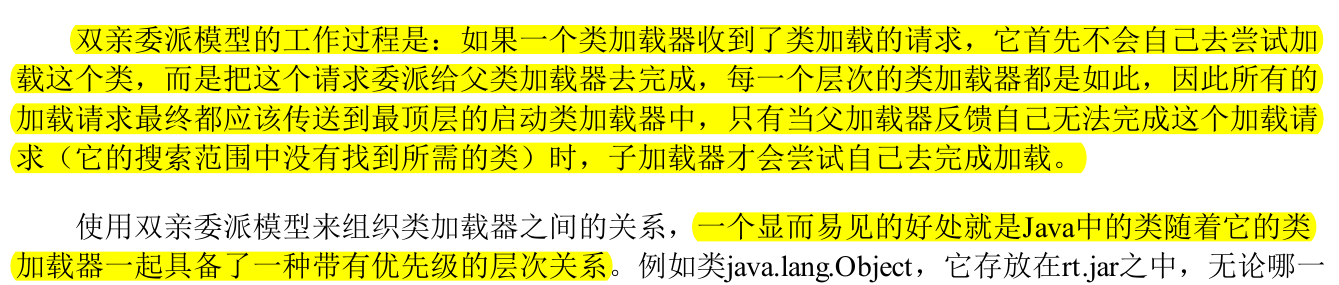 双亲委派模型的工作过程是：如果一个类加载器收到了类加载的请求，它首先不会自己去尝试加
载这个类，而是把这个请求委派给父类加载器去完成，每一个层次的类加载器都是如此，因此所有的
加载请求最终都应该传送到最顶层的启动类加载器中，只有当父加载器反馈自己无法完成这个加载请
求（它的搜索范围中没有找到所需的类）时，子加载器才会尝试自己去完成加载。
使用双亲委派模型来组织类加载器之间的关系，一个显而易见的好处就是Java中的类随着它的类
加载器一起具备了一种带有优先级的层次关系。例如类java.lang.Object，它存放在rt.jar之中，无论哪一